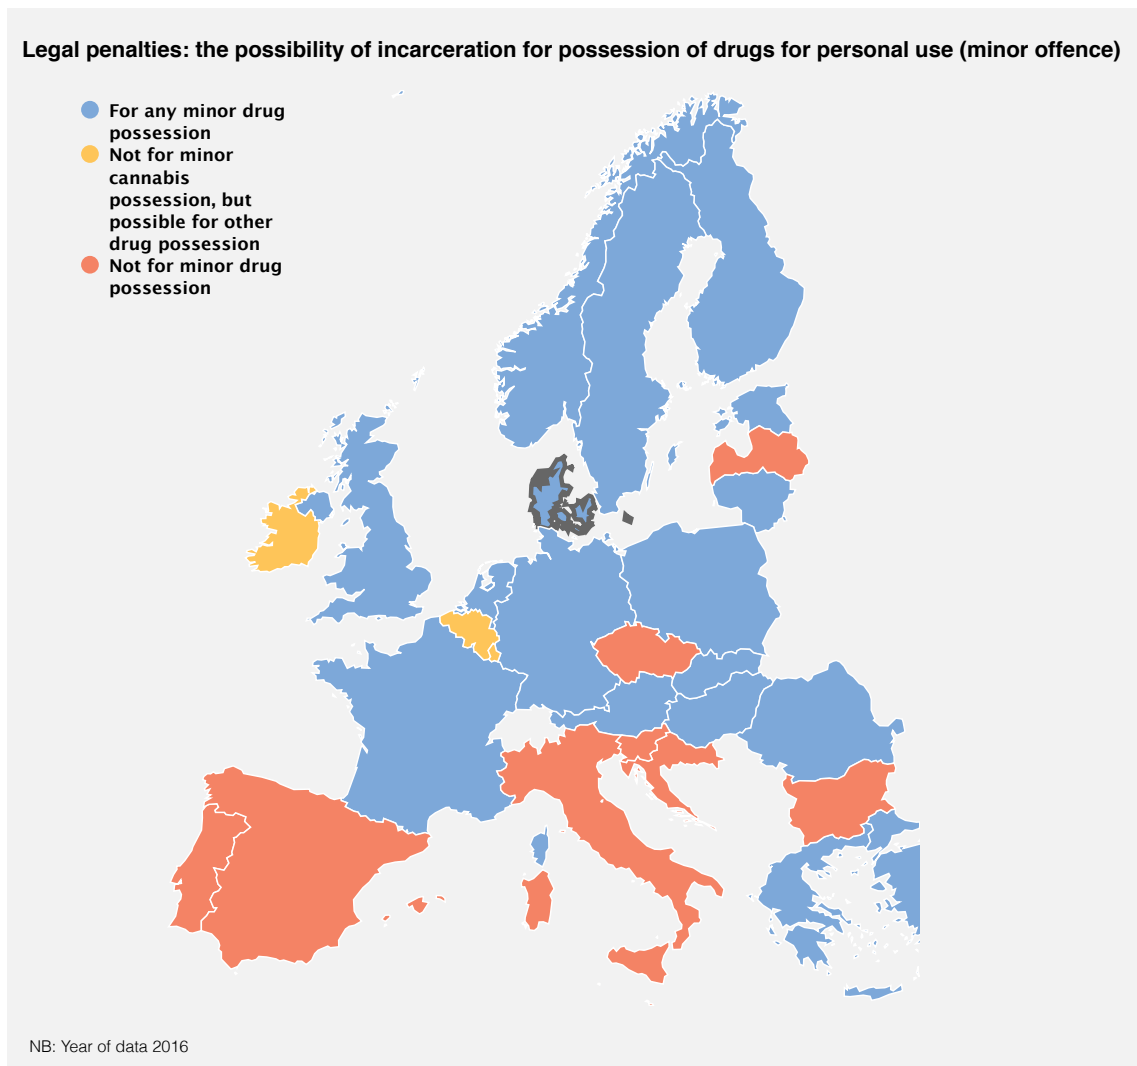 Legal penalties: the possibility of incarceration for possession of drugs for personal use (minor offence)
For any minor drug
possession
Not for minor
cannabis
possession, but
possible for other
drug possession
Not for minor drug
possession
NB: Year of data 2016